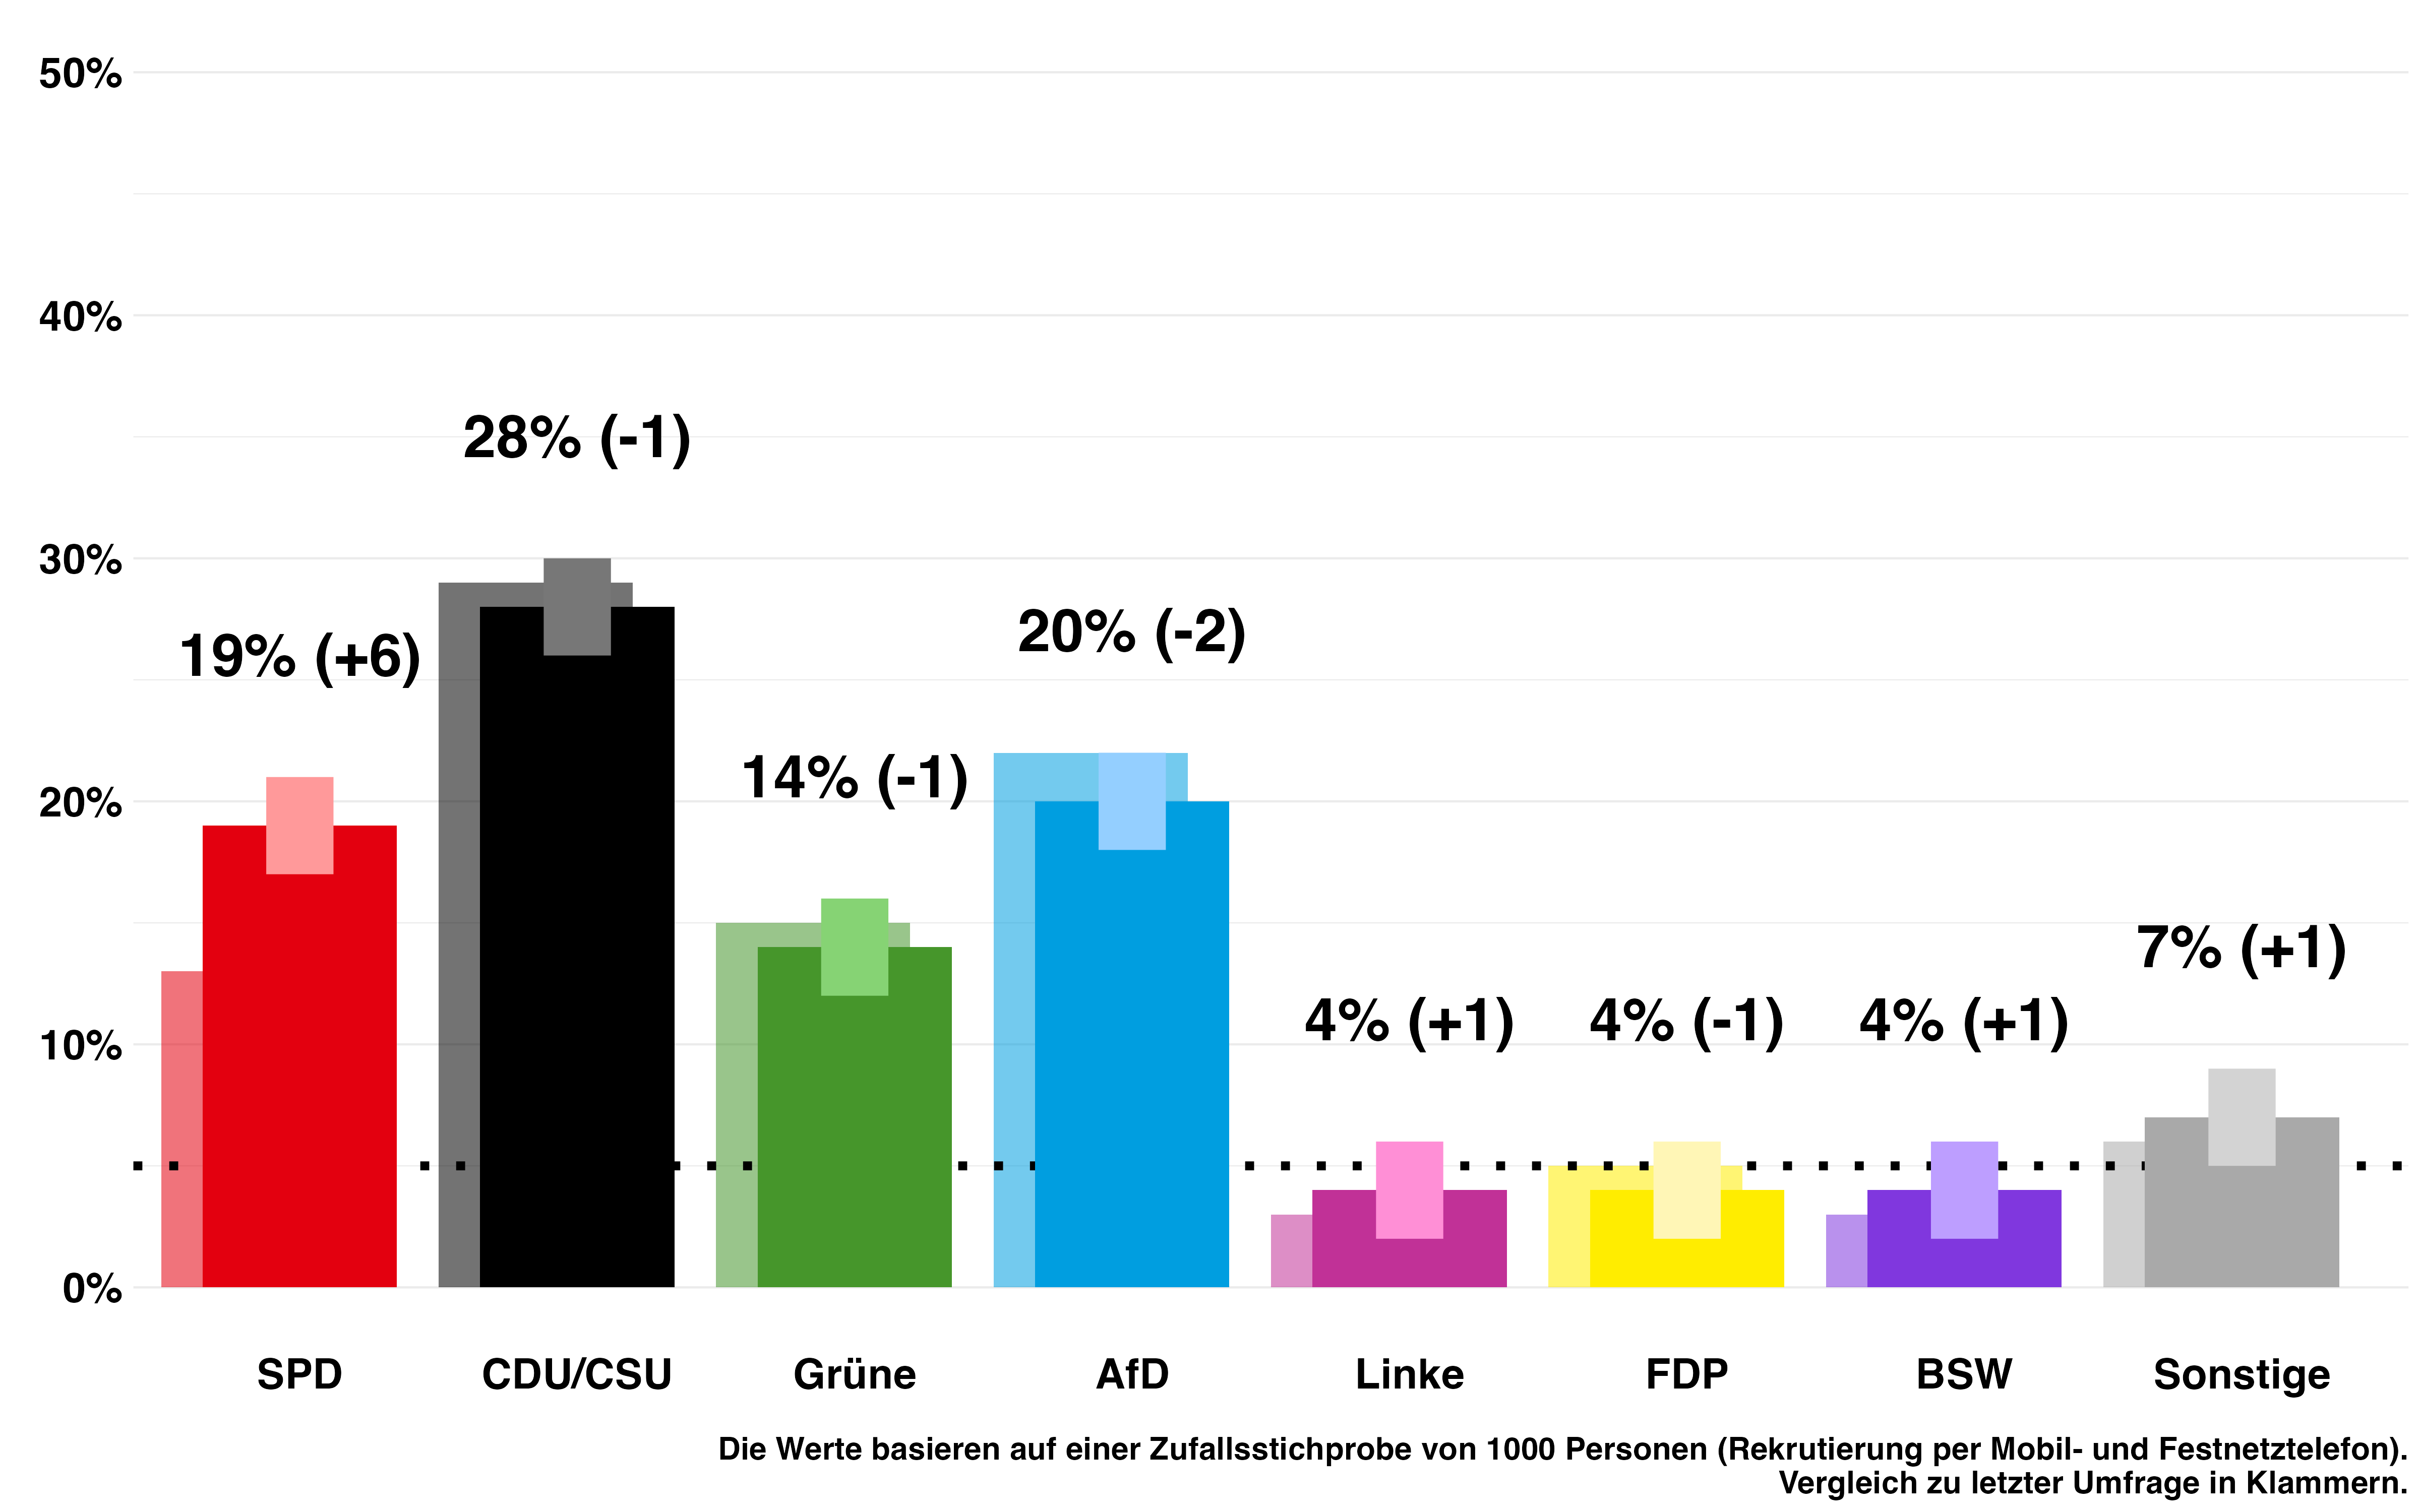 50%
40%
30%
20%
10%
0%
19% (+6)
28% (-1)
14% (-1)
20% (-2)
4% (+1)
4% (-1)
4% (+1)
7% (+1)
SPD
CDU/CSU
Grüne
AfD
Linke
FDP
BSW
Sonstige
Die Werte basieren auf einer Zufallsstichprobe von 1000 Personen (Rekrutierung per Mobil- und Festnetztelefon).
Vergleich zu letzter Umfrage in Klammern.